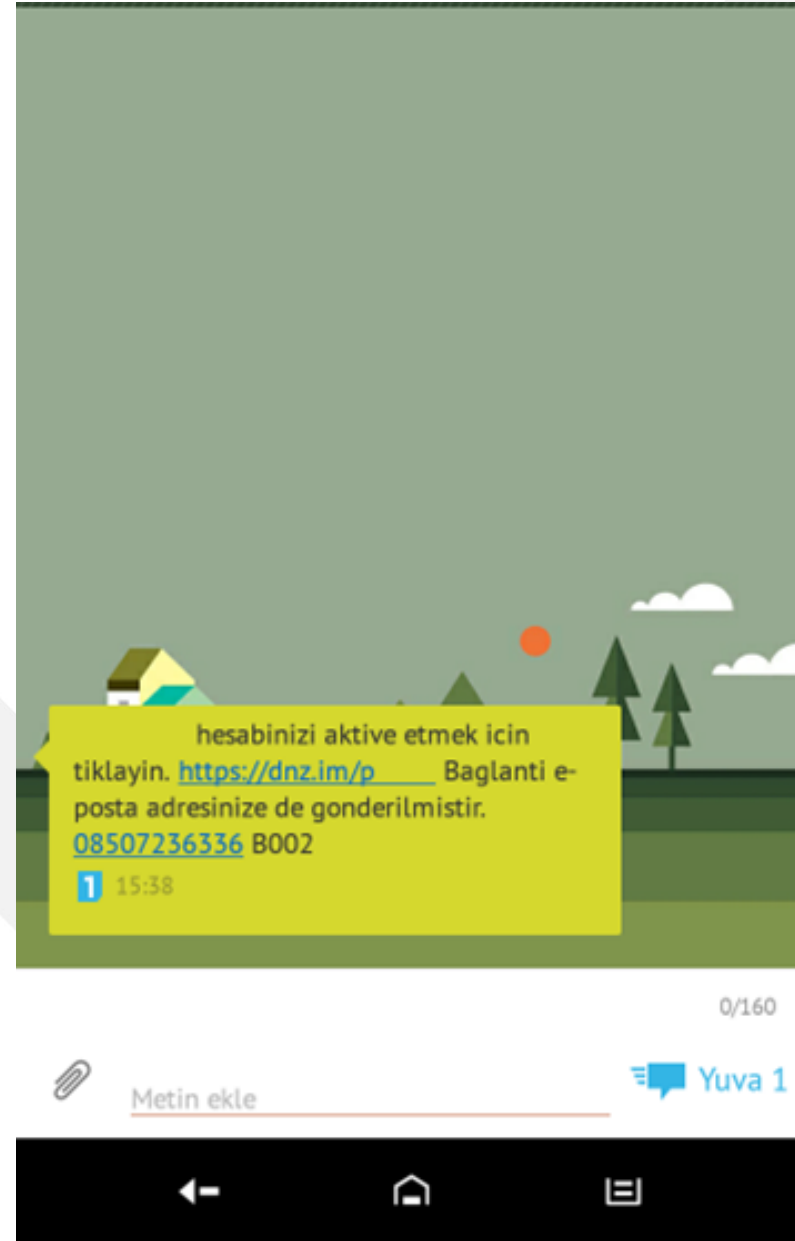 hesabinizi aktive etmek icin
tiklayin. https://dnz.im/p Baglanti e-
posta adresinize de gonderilmistir.
08507236336 B002
1 15:38
0/160
Metin ekle
Yuva 1